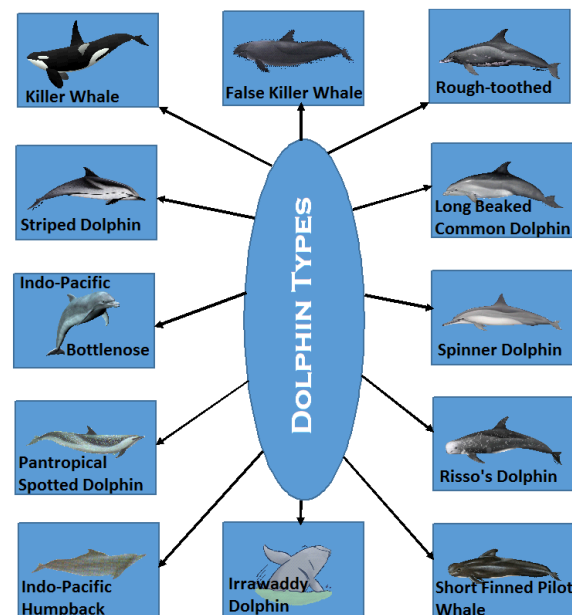 Killer Whale
False Killer Whale
Rough-toothed
Striped Dolphin
Long Beaked
Common Dolphin
Indo-Pacific
Bottlenose
DOLPHIN TYPES
Spinner Dolphin
Pantropical
Spotted Dolphin
Risso's Dolphin
Indo-Pacific
Humpback
Irrawaddy
Dolphin
Short Finned Pilot
Whale